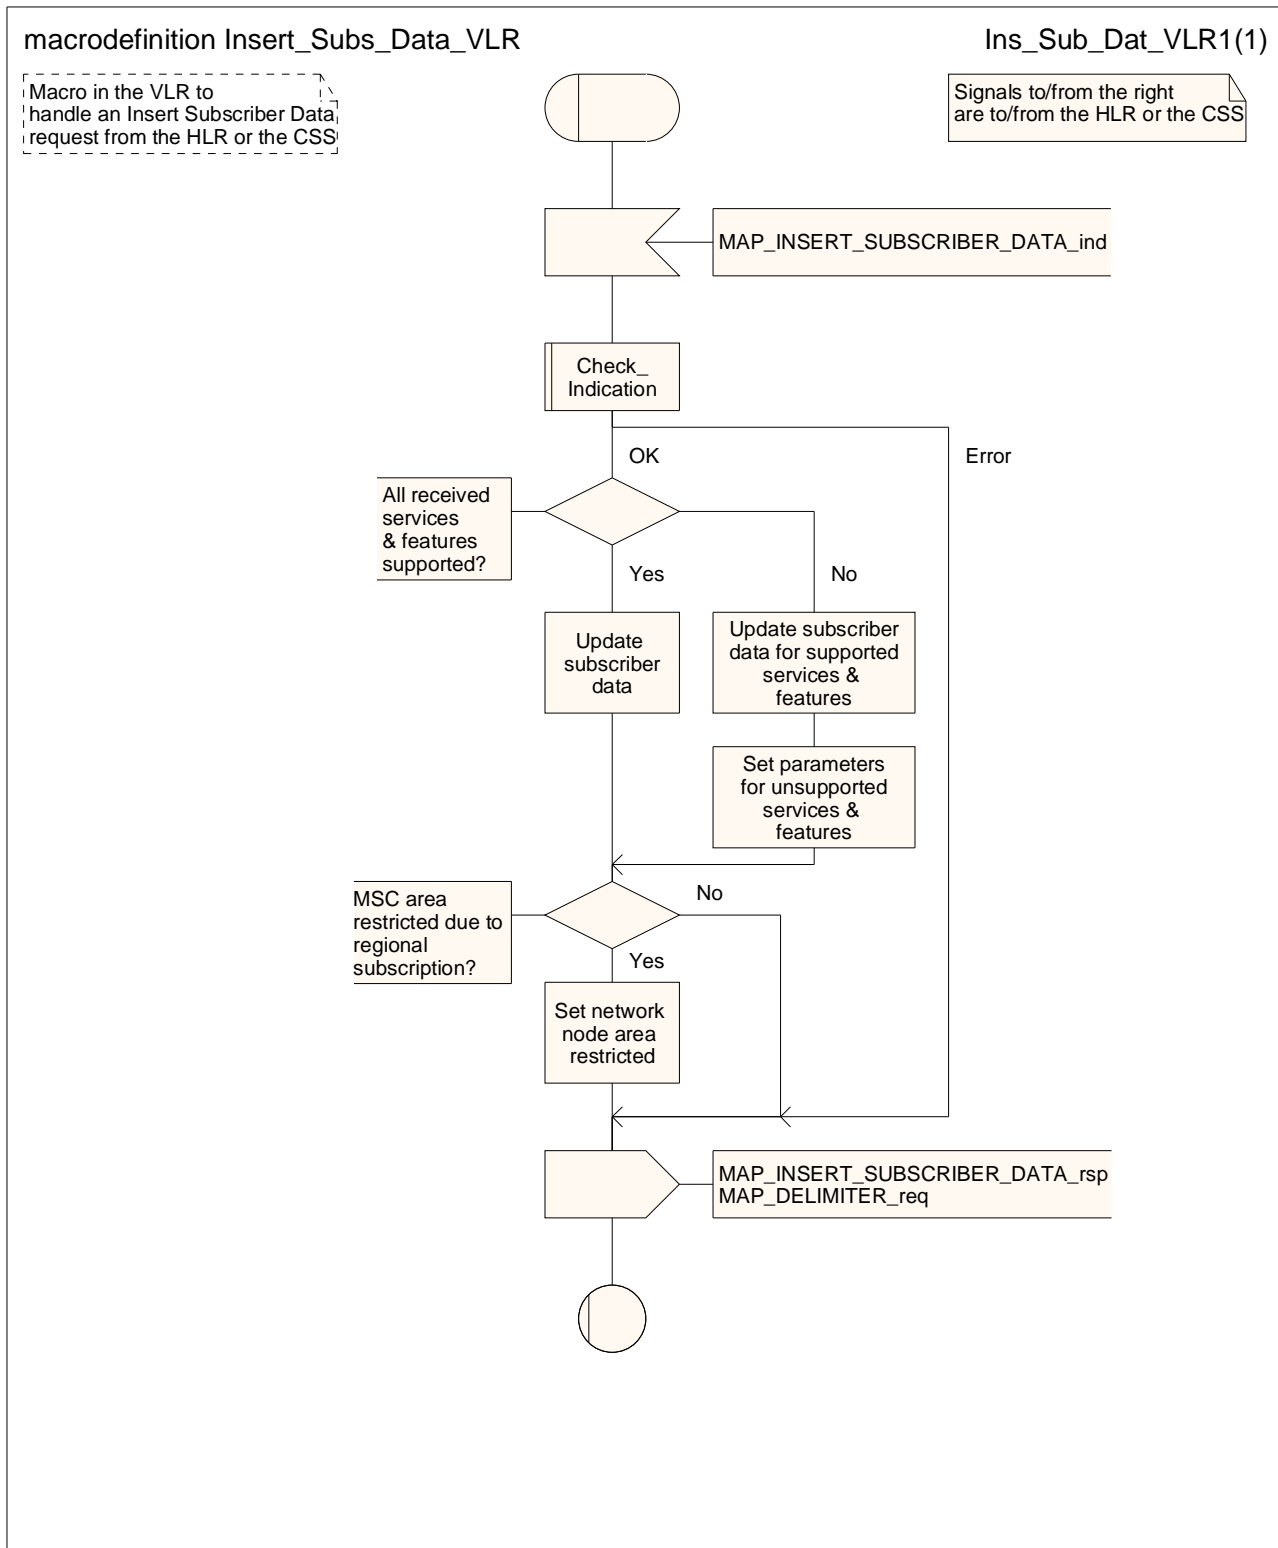 macrodefinition Insert_Subs_Data_VLR
Ins_Sub_Dat_VLR1(1)
Macro in the VLR to
handle an Insert Subscriber Data
request from the HLR or the CSS
Signals to/from the right
are to/from the HLR or the CSS
MAP_INSERT_SUBSCRIBER_DATA_ind
Check_
Indication
OK
Error
All received
services
& features
supported?
Yes
No
Update
subscriber
data
Update subscriber
data for supported
services &
features
Set parameters
for unsupported
services &
features
MSC area
restricted due to
regional
subscription?
No
Yes
Set network
node area
restricted
MAP_INSERT_SUBSCRIBER_DATA_rsp
MAP_DELIMITER_req